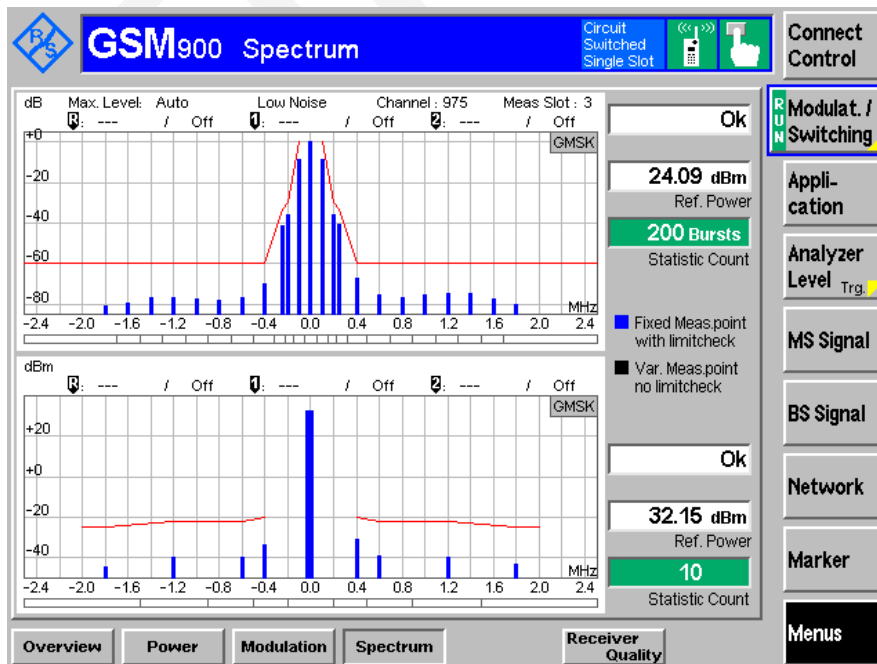 R/S
GSM900 Spectrum
Circuit
Switched
Single Slot
Connect
Control
dB Max. Level: Auto Low Noise Channel : 975 Meas Slot : 3
R: --- / Off 1: --- / Off 2: --- / Off
GMSK
+0
-20
-40
-60
-80
MHz
-2.4 -2.0 -1.6 -1.2 -0.8 -0.4 0.0 0.4 0.8 1.2 1.6 2.0 2.4
Ok
24.09 dBm
Ref. Power
200 Bursts
Statistic Count
Fixed Meas.point
with limitcheck
Var. Meas.point
no limitcheck
dBm
R: --- / Off 1: --- / Off 2: --- / Off
GMSK
+20
+0
-20
-40
MHz
-2.4 -2.0 -1.6 -1.2 -0.8 -0.4 0.0 0.4 0.8 1.2 1.6 2.0 2.4
Ok
32.15 dBm
Ref. Power
10
Statistic Count
RUN
Modulat. /
Switching
Appli-
cation
Analyzer
Level Trg.
MS Signal
BS Signal
Network
Marker
Menus
Overview
Power
Modulation
Spectrum
Receiver
Quality